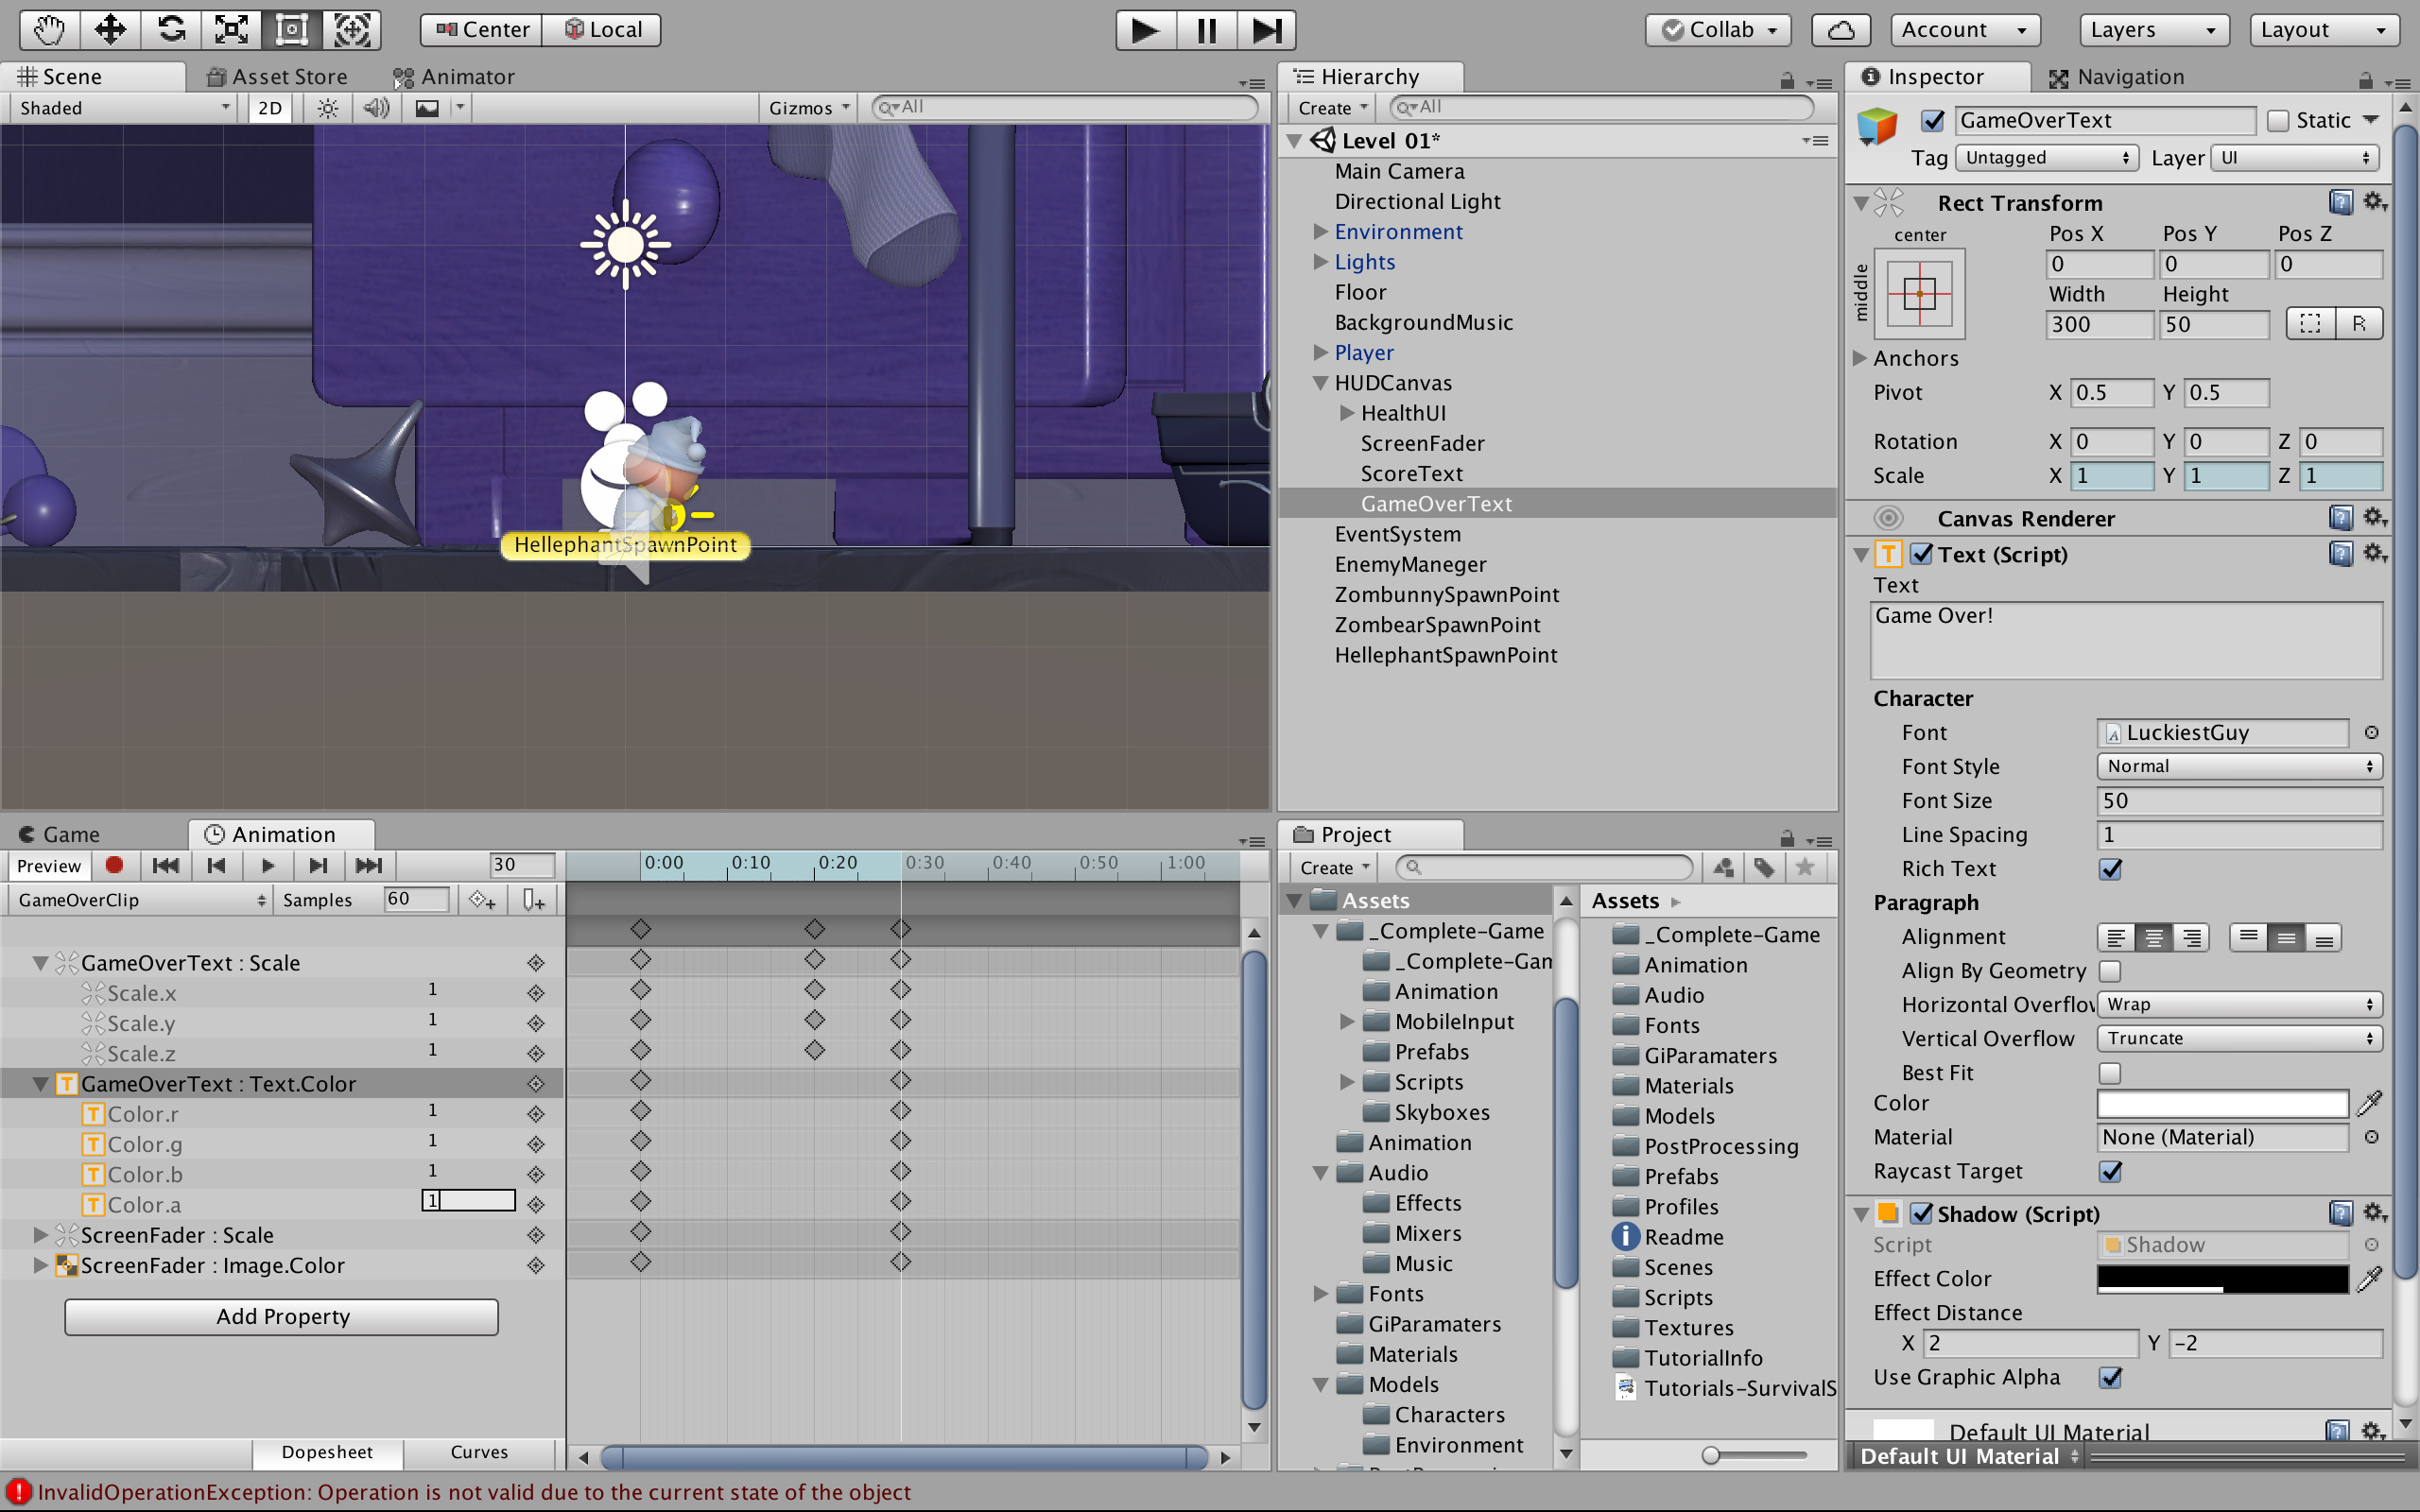 Center Local Collab Account Layers Layout
Scene Asset Store Animator
Shaded 2D Gizmos All
HellephantSpawnPoint
Hierarchy
Create All
Level 01*
Main Camera
Directional Light
Environment
Lights
Floor
BackgroundMusic
Player
HUDCanvas
HealthUI
ScreenFader
ScoreText
GameOverText
EventSystem
EnemyManeger
ZombunnySpawnPoint
ZombearSpawnPoint
HellephantSpawnPoint
Inspector Navigation
GameOverText Static
Tag Untagged Layer UI
Rect Transform
center Pos X Pos Y Pos Z
middle 0 0 0
Width Height
300 50 R
Anchors
Pivot X 0.5 Y 0.5
Rotation X 0 Y 0 Z 0
Scale X 1 Y 1 Z 1
Canvas Renderer
T Text (Script)
Text
Game Over!
Character
Font LuckiestGuy
Font Style Normal
Font Size 50
Line Spacing 1
Rich Text
Paragraph
Alignment
Align By Geometry
Horizontal Overflow Wrap
Vertical Overflow Truncate
Best Fit
Color
Material None (Material)
Raycast Target
Shadow (Script)
Script Shadow
Effect Color
Effect Distance
X 2 Y -2
Use Graphic Alpha
Default UI Material
Default UI Material
Game Animation
Preview 30 0:00 0:10 0:20 0:30 0:40 0:50 1:00
GameOverClip Samples 60
GameOverText : Scale
Scale.x 1
Scale.y 1
Scale.z 1
T GameOverText : Text.Color
T Color.r 1
T Color.g 1
T Color.b 1
T Color.a 1
ScreenFader : Scale
ScreenFader : Image.Color
Add Property
Dopesheet Curves
Project
Create
Assets
_Complete-Game
_Complete-Gam
Animation
MobileInput
Prefabs
Scripts
Skyboxes
Animation
Audio
Effects
Mixers
Music
Fonts
GiParamaters
Materials
Models
Characters
Environment
Assets
_Complete-Game
Animation
Audio
Fonts
GiParamaters
Materials
Models
PostProcessing
Prefabs
Profiles
Readme
Scenes
Scripts
Textures
TutorialInfo
Tutorials-SurvivalS
InvalidOperationException: Operation is not valid due to the current state of the object